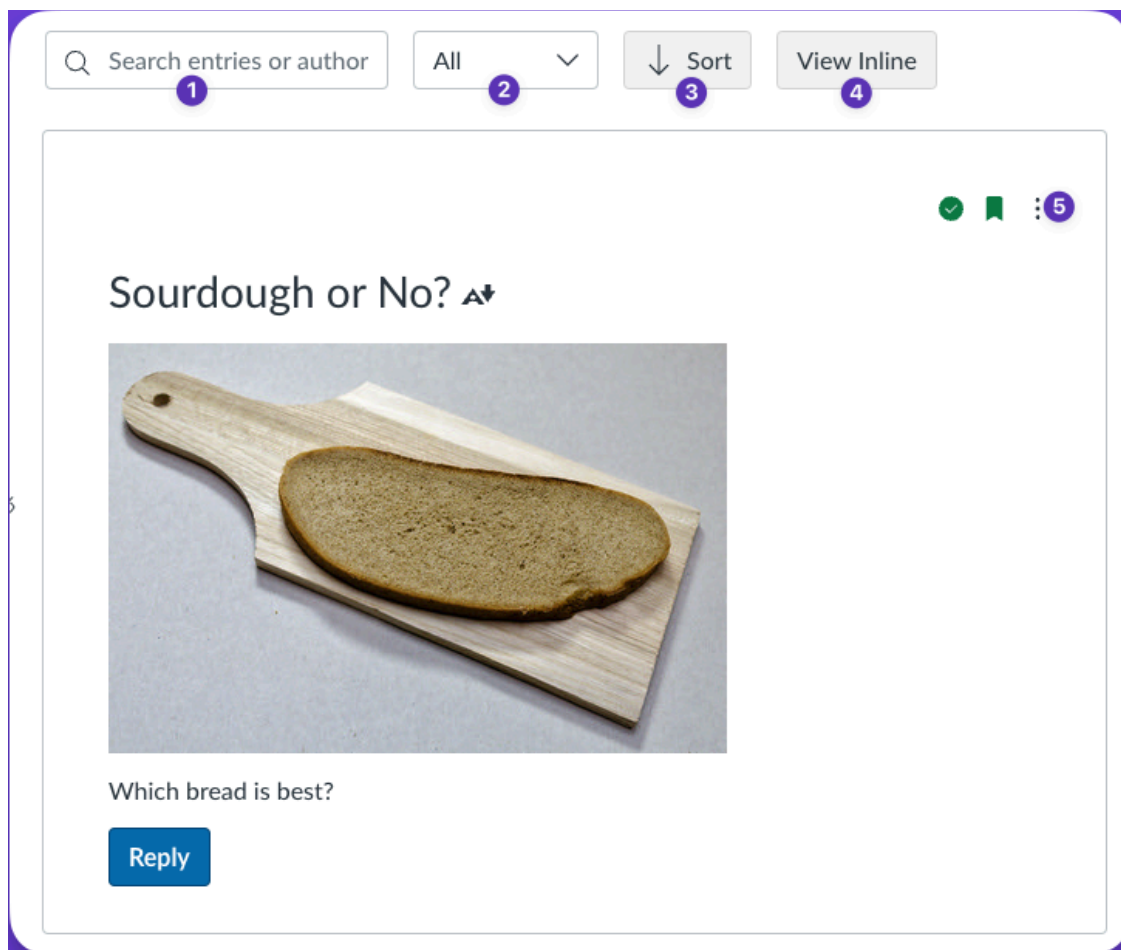 Search entries or author
All
Sort
View Inline
1
2
3
4
5
Sourdough or No?
Which bread is best?
Reply